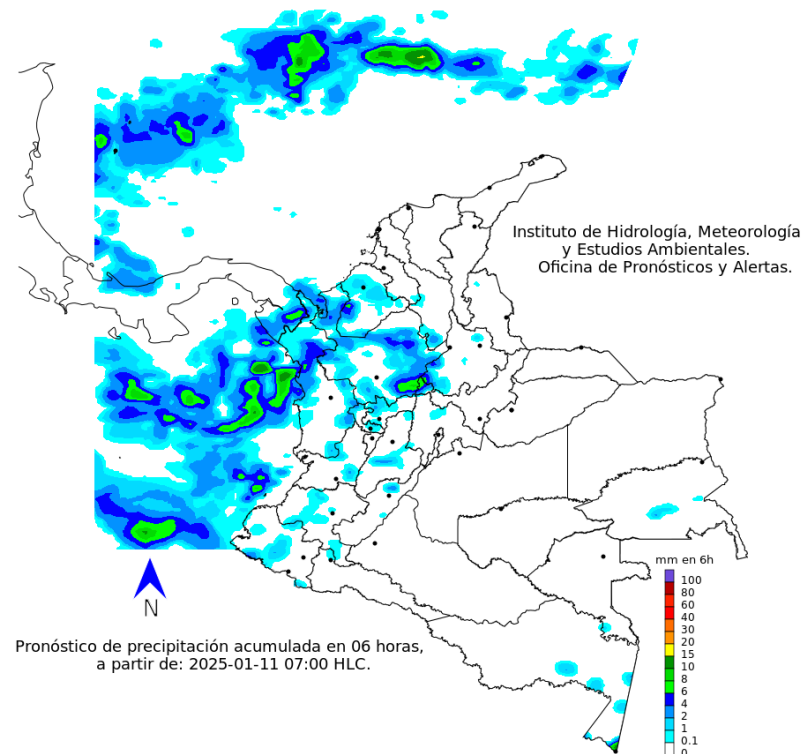 Instituto de Hidrología, Meteorología
y Estudios Ambientales.
Oficina de Pronósticos y Alertas.
mm en 6h
100
80
60
40
30
20
15
10
8
6
4
2
1
0.1
0
N
Pronóstico de precipitación acumulada en 06 horas,
a partir de: 2025-01-11 07:00 HLC.